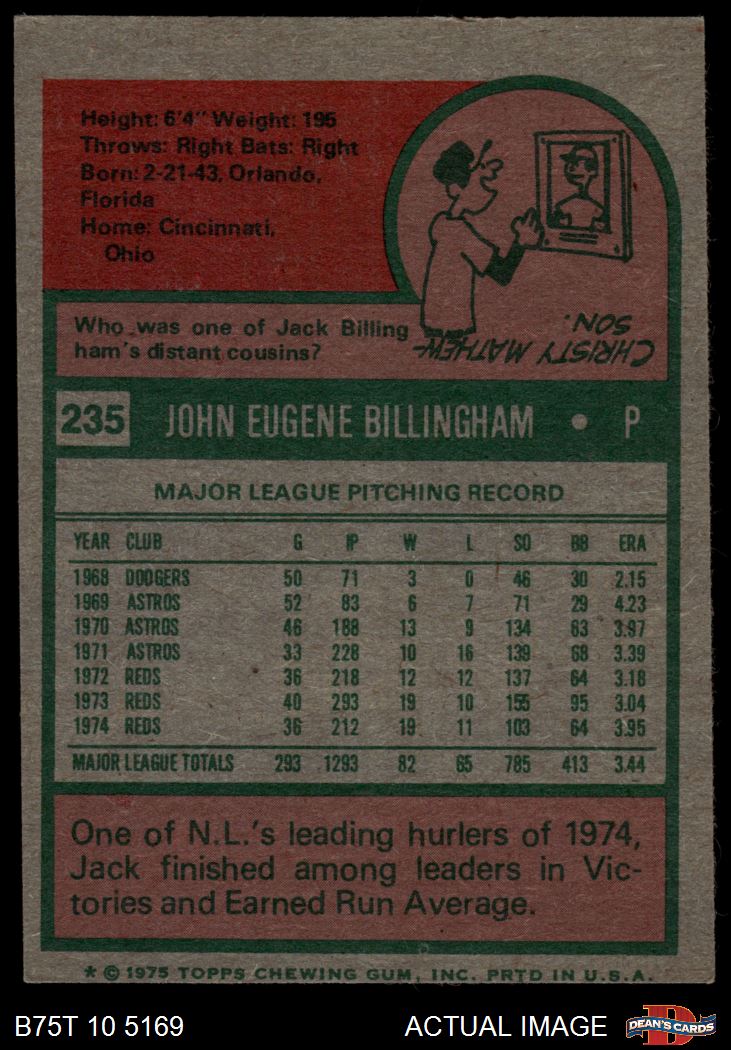 Height: 6'4" Weight: 195
Throws: Right Bats: Right
Born: 2-21-43, Orlando,
Florida
Home: Cincinnati,
Ohio
Who was one of Jack Billing
ham's distant cousins?
CHRISTY MATHEW-
SON.
235 JOHN EUGENE BILLINGHAM • P
MAJOR LEAGUE PITCHING RECORD
YEAR CLUB G IP W L SO BB ERA
1968 DODGERS 50 71 3 0 46 30 2.15
1969 ASTROS 52 83 6 7 71 29 4.23
1970 ASTROS 46 188 13 9 134 63 3.97
1971 ASTROS 33 228 10 16 139 68 3.39
1972 REDS 36 218 12 12 137 64 3.18
1973 REDS 40 293 19 10 155 95 3.04
1974 REDS 36 212 19 11 103 64 3.95
MAJOR LEAGUE TOTALS 293 1293 82 65 785 413 3.44
One of N.L.'s leading hurlers of 1974,
Jack finished among leaders in Vic-
tories and Earned Run Average.
* © 1975 TOPPS CHEWING GUM, INC. PRTD IN U.S.A.
B75T 10 5169 ACTUAL IMAGE D DEAN'S CARDS